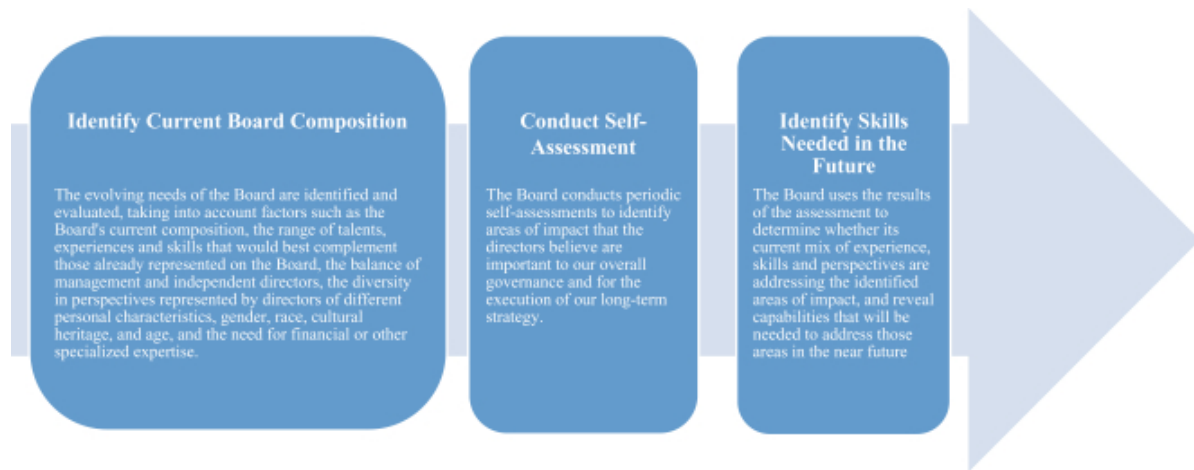 Identify Current Board Composition
The evolving needs of the Board are identified and
evaluated, taking into account factors such as the
Board's current composition, the range of talents,
experiences and skills that would best complement
those already represented on the Board, the balance of
management and independent directors, the diversity
in perspectives represented by directors of different
personal characteristics, gender, race, cultural
heritage, and age, and the need for financial or other
specialized expertise.
Conduct Self-
Assessment
The Board conducts periodic
self-assessments to identify
areas of impact that the
directors believe are
important to our overall
governance and for the
execution of our long-term
strategy.
Identify Skills
Needed in the
Future
The Board uses the results
of the assessment to
determine whether its
current mix of experience,
skills and perspectives are
addressing the identified
areas of impact, and reveal
capabilities that will be
needed to address those
areas in the near future